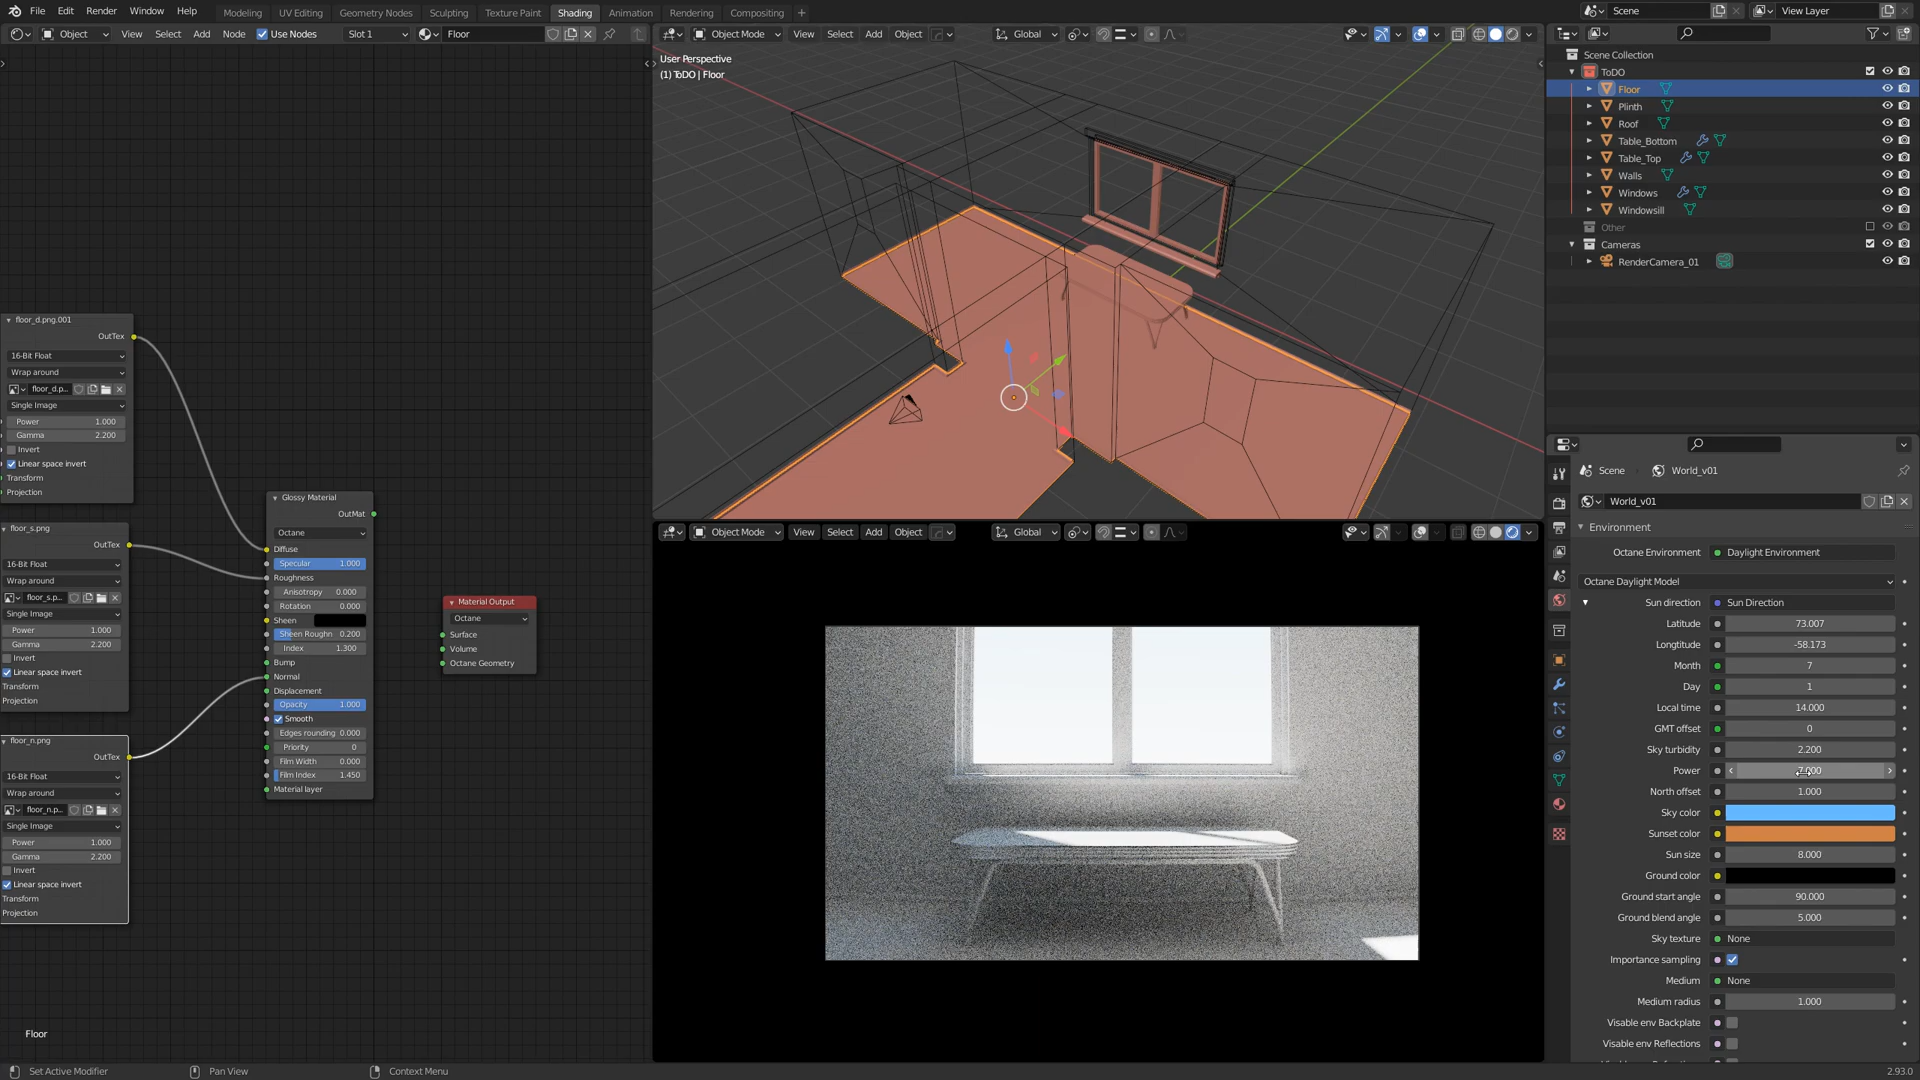 File Edit Render Window Help
Modeling UV Editing Geometry Nodes Sculpting Texture Paint Shading Animation Rendering Compositing +
Scene View Layer
Object View Select Add Node Use Nodes Slot 1 Floor
Object Mode View Select Add Object Global
User Perspective
(1) ToDO | Floor
Scene Collection
ToDO
Floor
Plinth
Roof
Table_Bottom
Table_Top
Walls
Windows
Windowsill
Other
Cameras
RenderCamera_01
floor_d.png.001
OutTex
16-Bit Float
Wrap around
floor_d.p...
Single Image
Power 1.000
Gamma 2.200
Invert
Linear space invert
Transform
Projection
floor_s.png
OutTex
16-Bit Float
Wrap around
floor_s.p...
Single Image
Power 1.000
Gamma 2.200
Invert
Linear space invert
Transform
Projection
floor_n.png
OutTex
16-Bit Float
Wrap around
floor_n.p...
Single Image
Power 1.000
Gamma 2.200
Invert
Linear space invert
Transform
Projection
Glossy Material
OutMat
Octane
Diffuse
Specular 1.000
Roughness
Anisotropy 0.000
Rotation 0.000
Sheen
Sheen Roughn 0.200
Index 1.300
Bump
Normal
Displacement
Opacity 1.000
Smooth
Edges rounding 0.000
Priority 0
Film Width 0.000
Film Index 1.450
Material layer
Material Output
Octane
Surface
Volume
Octane Geometry
Floor
Object Mode View Select Add Object Global
Scene World_v01
World_v01
Environment
Octane Environment Daylight Environment
Octane Daylight Model
Sun direction Sun Direction
Latitude 73.007
Longtitude -58.173
Month 7
Day 1
Local time 14.000
GMT offset 0
Sky turbidity 2.200
Power 7.000
North offset 1.000
Sky color
Sunset color
Sun size 8.000
Ground color
Ground start angle 90.000
Ground blend angle 5.000
Sky texture None
Importance sampling
Medium None
Medium radius 1.000
Visable env Backplate
Visable env Reflections
Set Active Modifier Pan View Context Menu 2.93.0